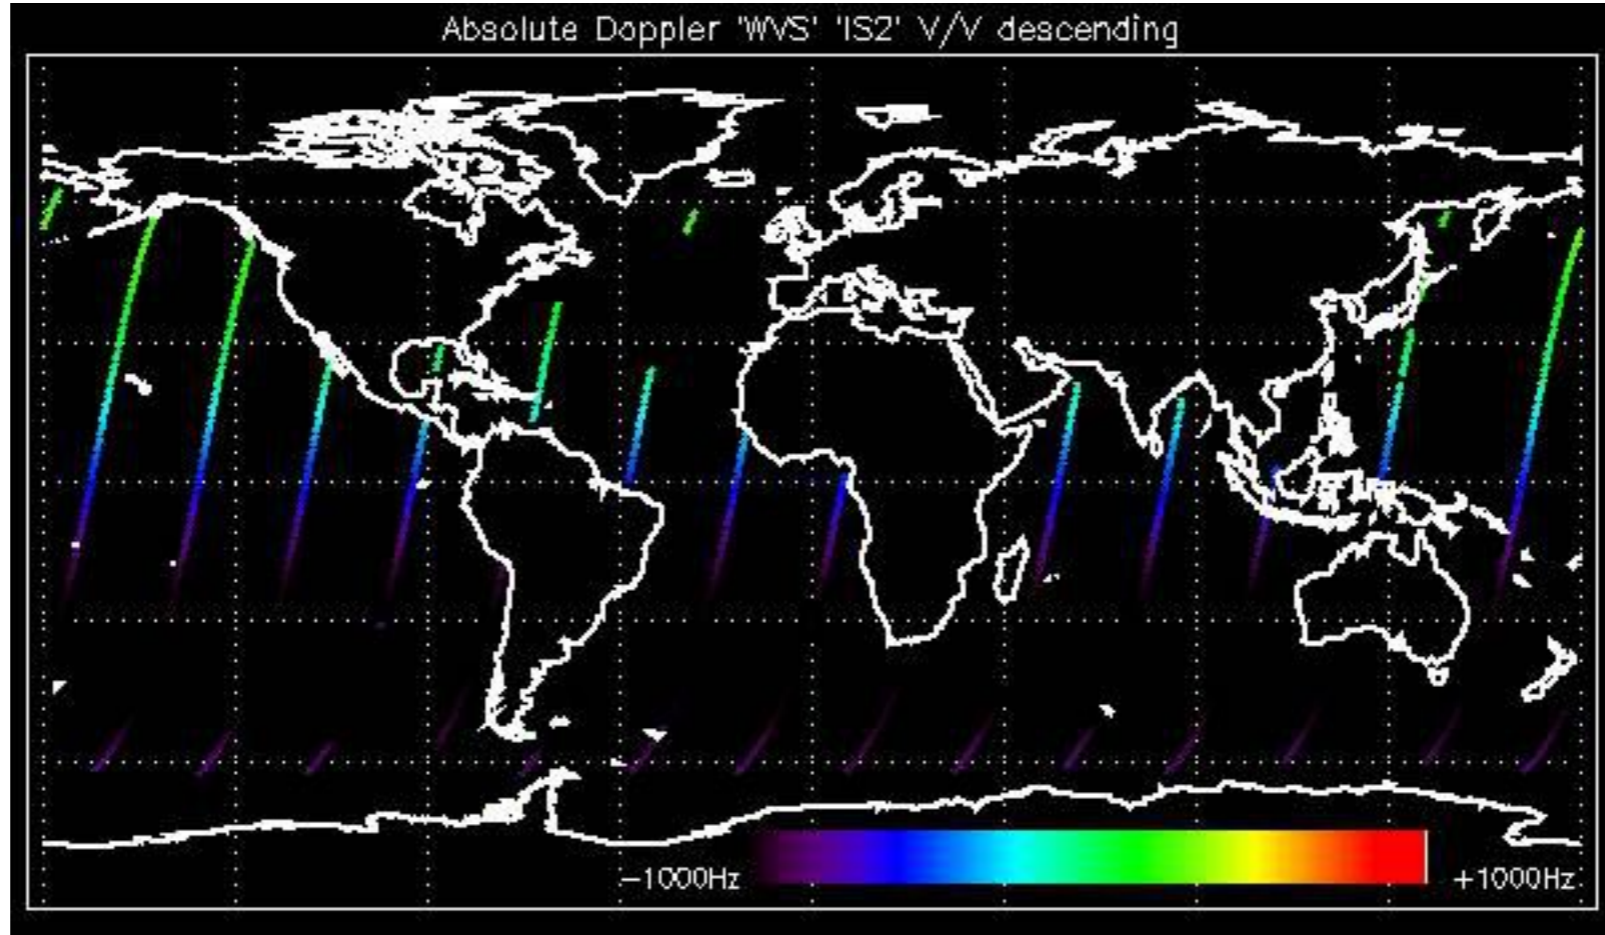 Absolute Doppler 'WVS' 'IS2' V/V descending
−1000Hz
+1000Hz